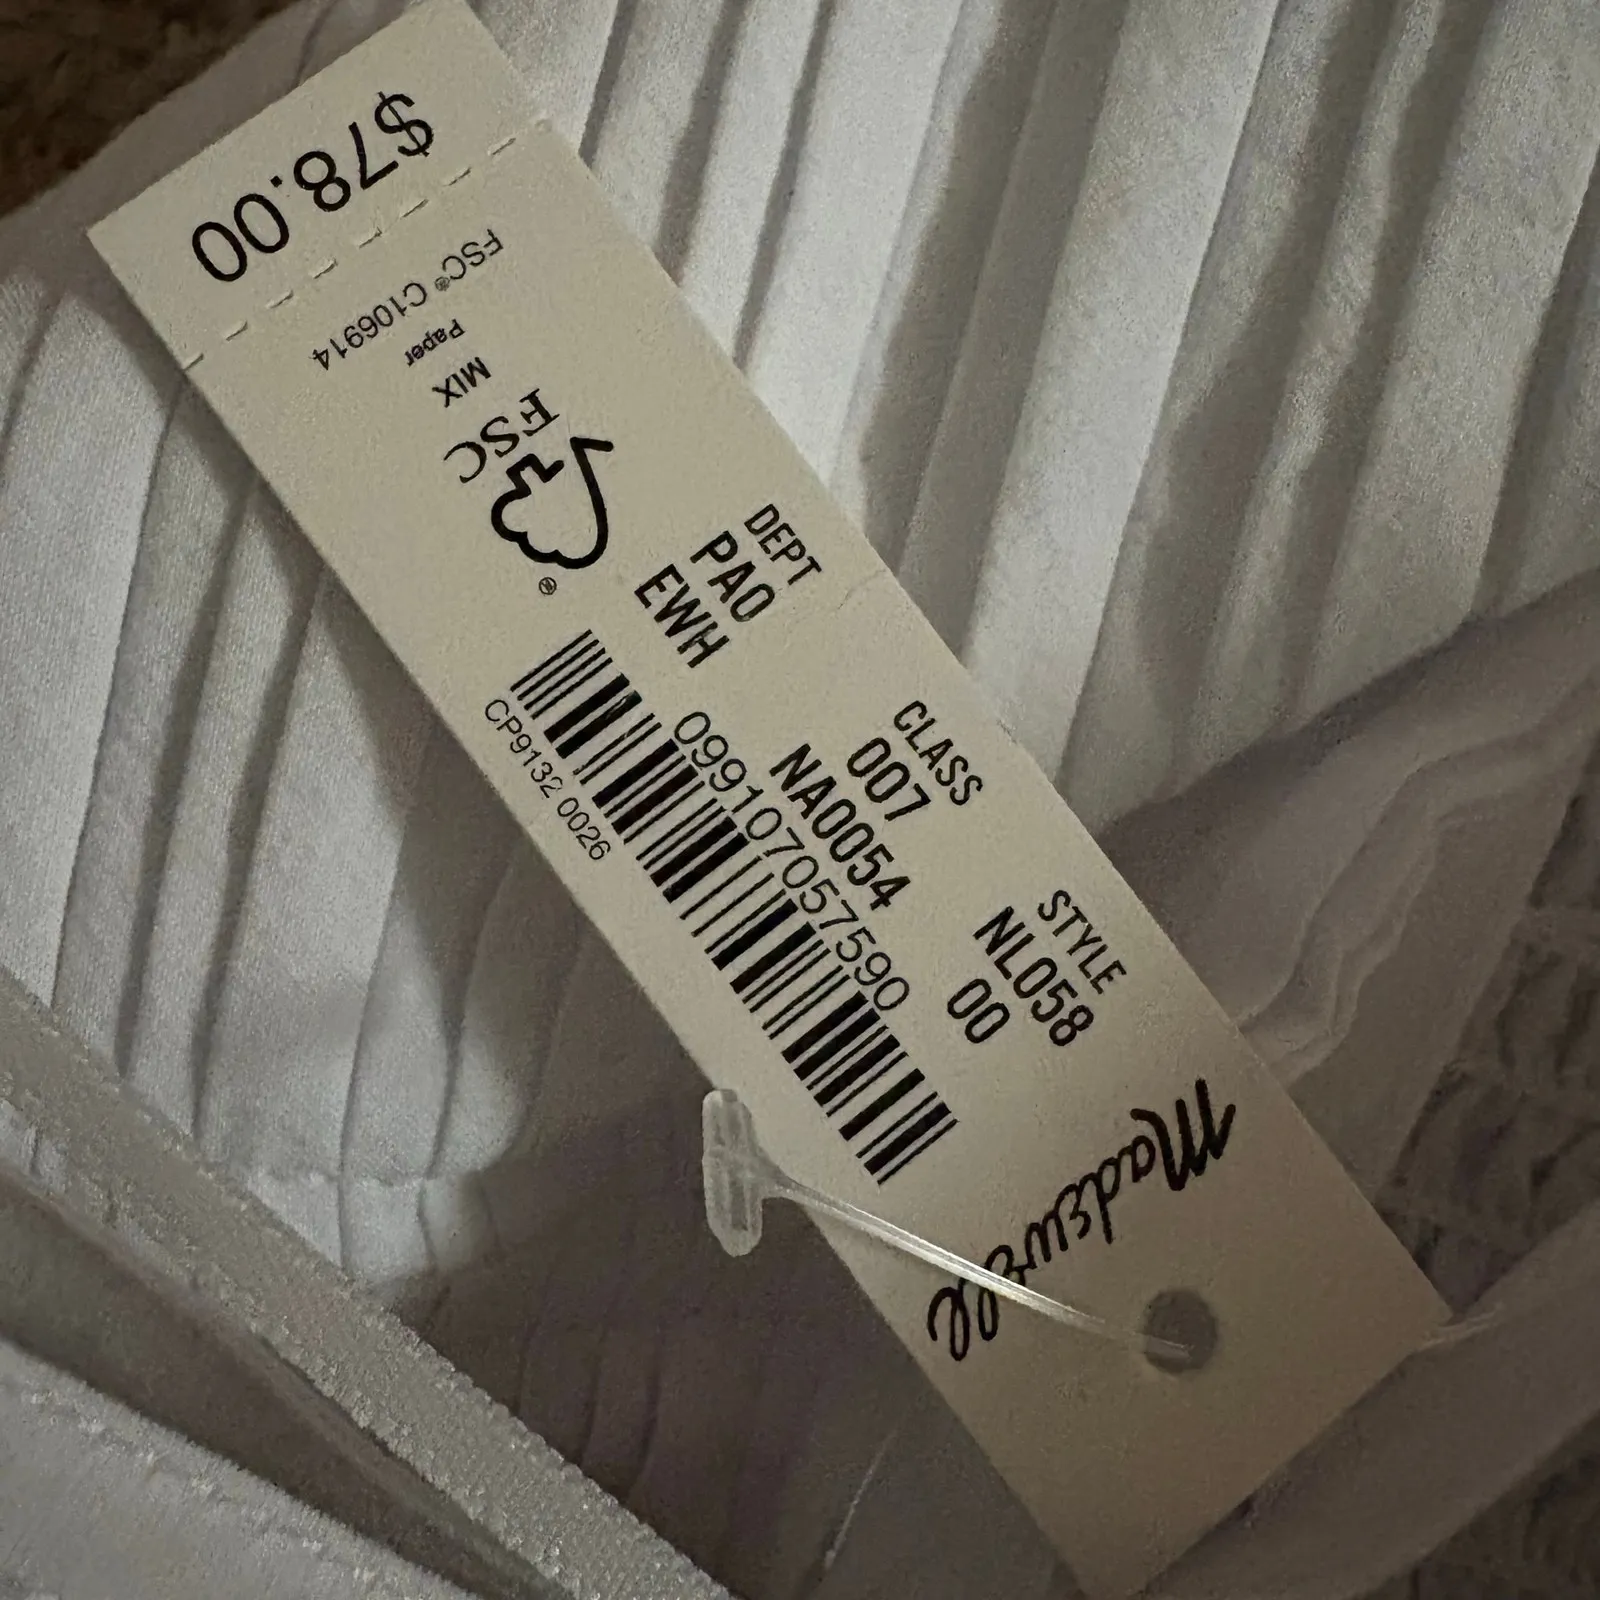 Madewell
DEPT CLASS STYLE
PAO 007 NL058
EWH NA0054 00
099107057590
CP9132 0026
®
FSC
MIX
Paper
FSC® C106914
$78.00